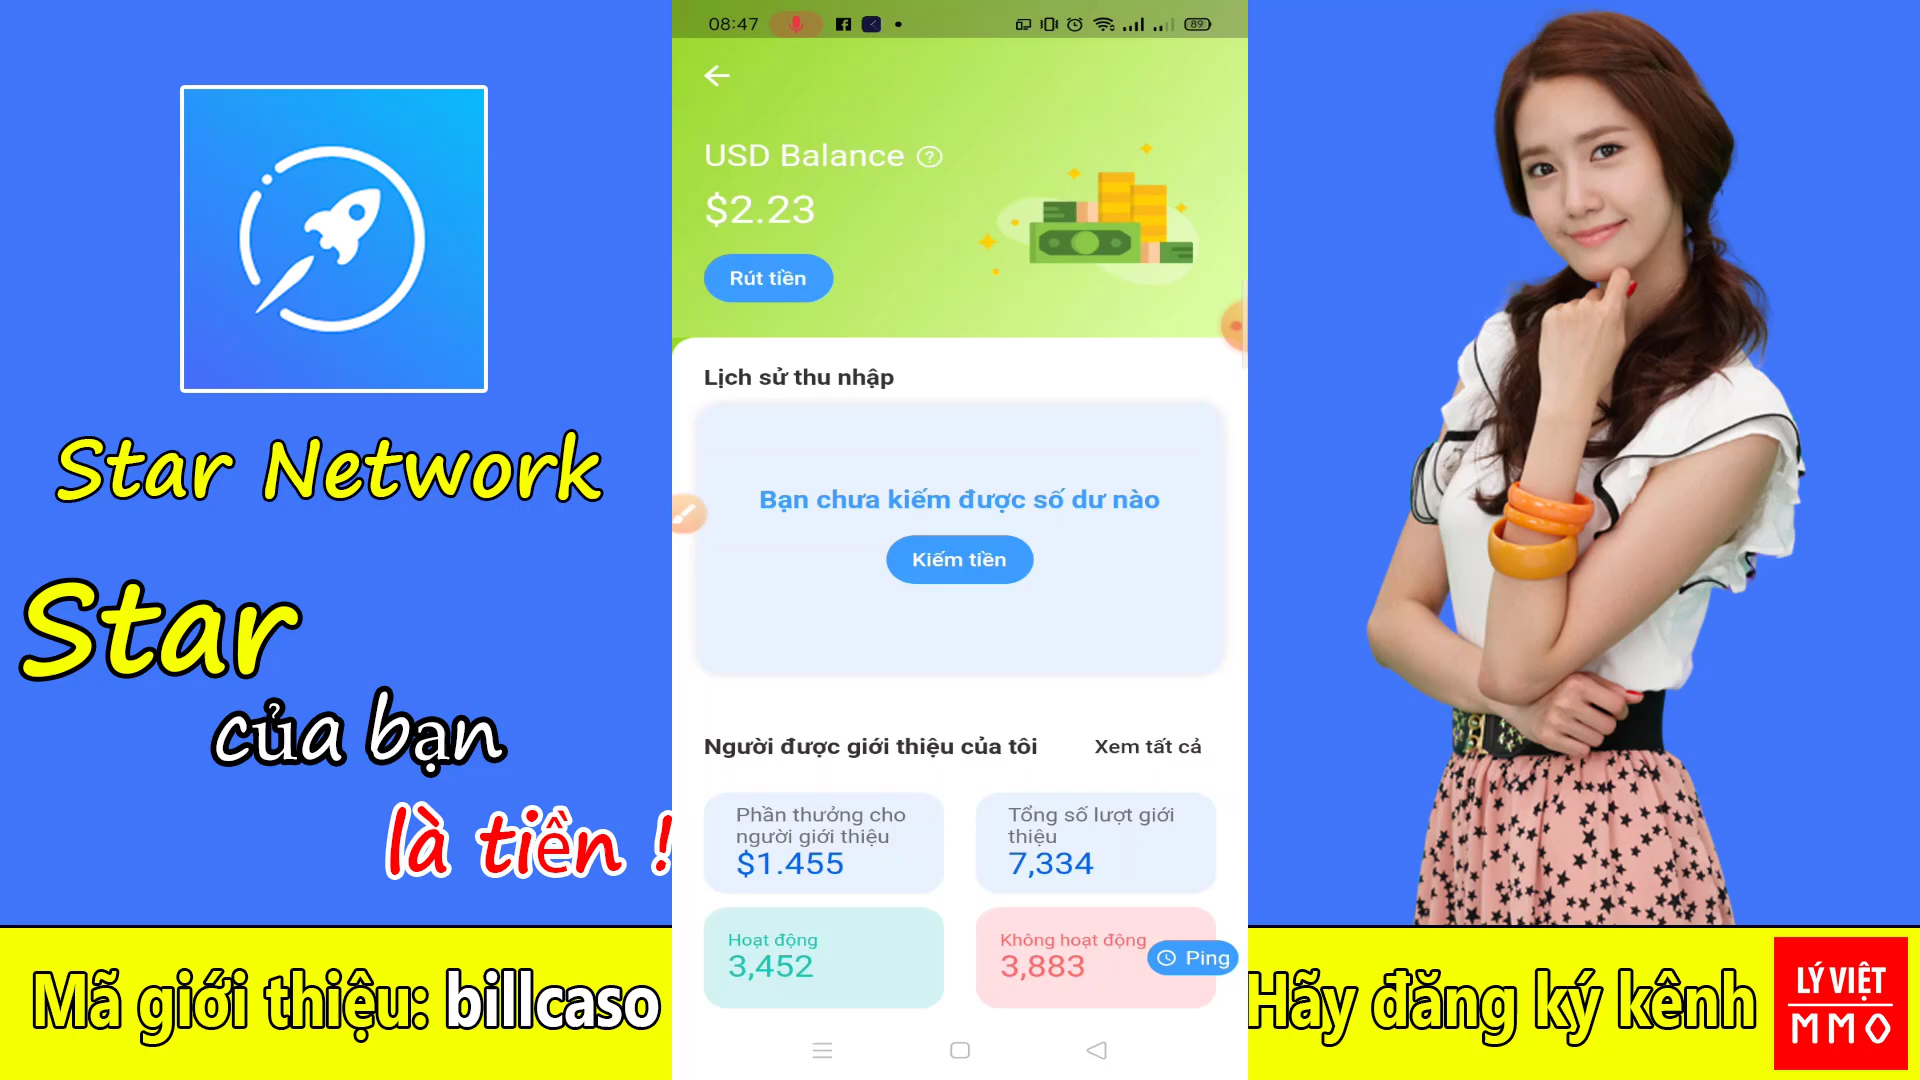 Star Network
Star
của bạn
là tiền !
Mã giới thiệu: billcaso
08:47
89
USD Balance ?
$2.23
Rút tiền
Lịch sử thu nhập
Bạn chưa kiếm được số dư nào
Kiếm tiền
Người được giới thiệu của tôi
Xem tất cả
Phần thưởng cho
người giới thiệu
$1.455
Tổng số lượt giới
thiệu
7,334
Hoạt động
3,452
Không hoạt động
3,883
Ping
Hãy đăng ký kênh
LÝ VIỆT
MMO